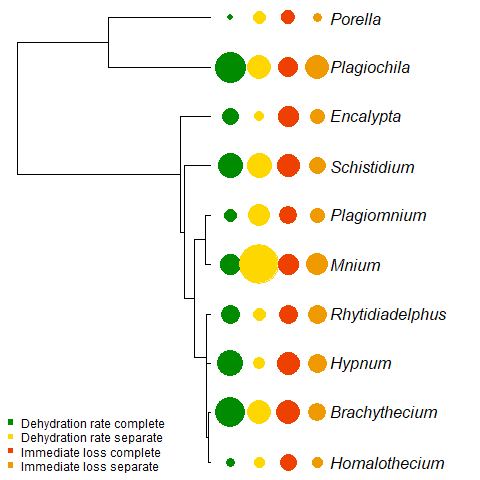 Porella
Plagiochila
Encalypta
Schistidium
Plagiomnium
Mnium
Rhytidiadelphus
Hypnum
Brachythecium
Homalothecium
Dehydration rate complete
Dehydration rate separate
Immediate loss complete
Immediate loss separate